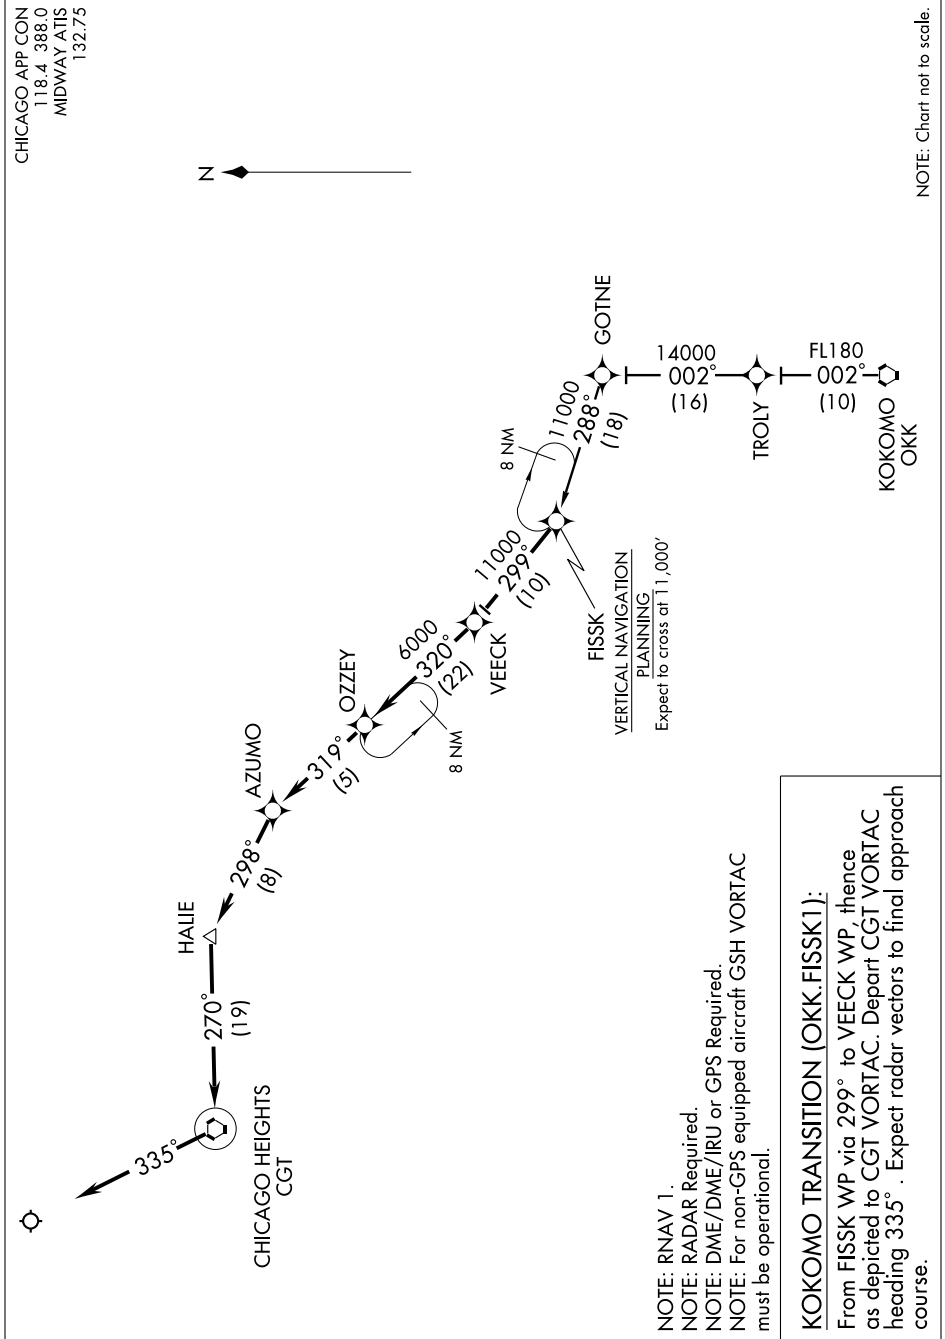 CHICAGO APP CON
118.4 388.0
MIDWAY ATIS
132.75
N
335°
CHICAGO HEIGHTS
CGT
270°
(19)
HALIE
298°
(8)
AZUMO
319°
(5)
OZZEY
8 NM
6000
320°
(22)
VEECK
11000
299°
(10)
FISSK
VERTICAL NAVIGATION
PLANNING
Expect to cross at 11,000'
8 NM
11000
288°
(18)
GOTNE
14000
002°
(16)
TROLY
FL180
002°
(10)
KOKOMO
OKK
NOTE: RNAV 1.
NOTE: RADAR Required.
NOTE: DME/DME/IRU or GPS Required.
NOTE: For non-GPS equipped aircraft GSH VORTAC
must be operational.
KOKOMO TRANSITION (OKK.FISSK1):
From FISSK WP via 299° to VEECK WP, thence
as depicted to CGT VORTAC. Depart CGT VORTAC
heading 335° . Expect radar vectors to final approach
course.
NOTE: Chart not to scale.